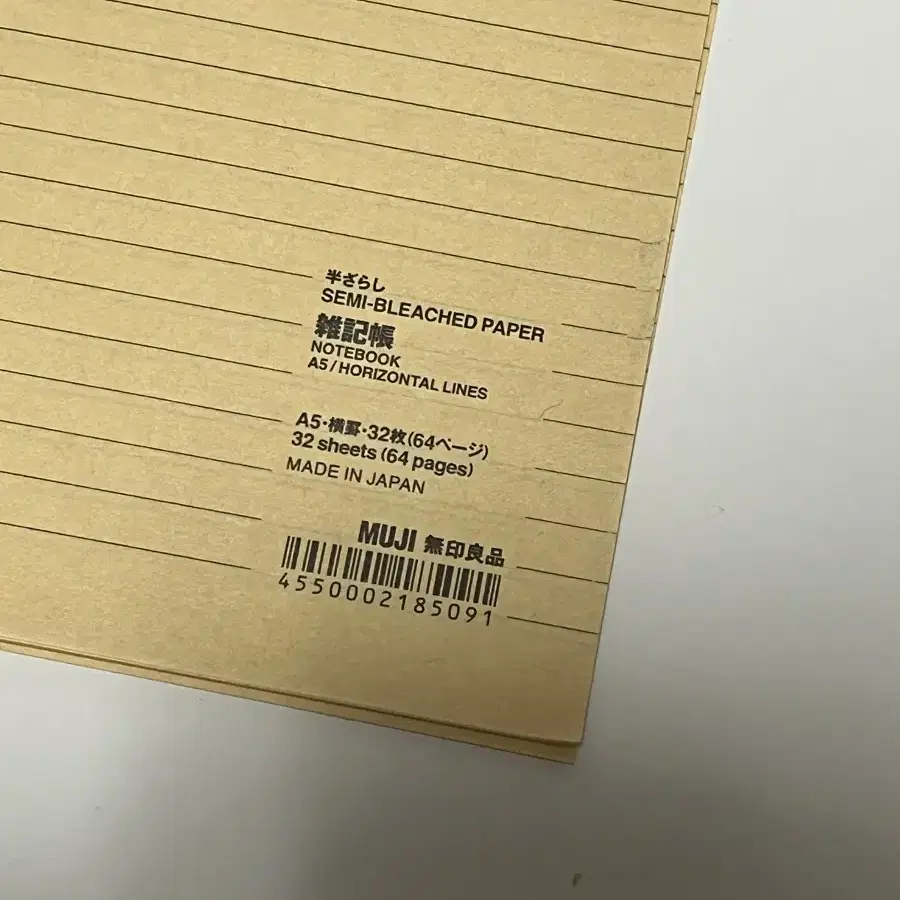 半ざらし
SEMI-BLEACHED PAPER
雑記帳
NOTEBOOK
A5/HORIZONTAL LINES
A5・横罫・32枚(64ページ)
32 sheets (64 pages)
MADE IN JAPAN
MUJI 無印良品
4550002185091